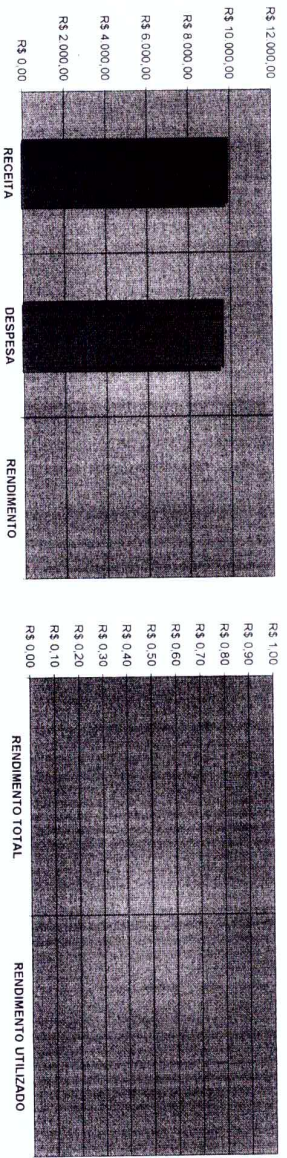 R$ 12.000,00
R$ 10.000,00
R$ 8.000,00
R$ 6.000,00
R$ 4.000,00
R$ 2.000,00
R$ 0,00
RECEITA
DESPESA
RENDIMENTO
R$ 1,00
R$ 0,90
R$ 0,80
R$ 0,70
R$ 0,60
R$ 0,50
R$ 0,40
R$ 0,30
R$ 0,20
R$ 0,10
R$ 0,00
RENDIMENTO TOTAL
RENDIMENTO UTILIZADO